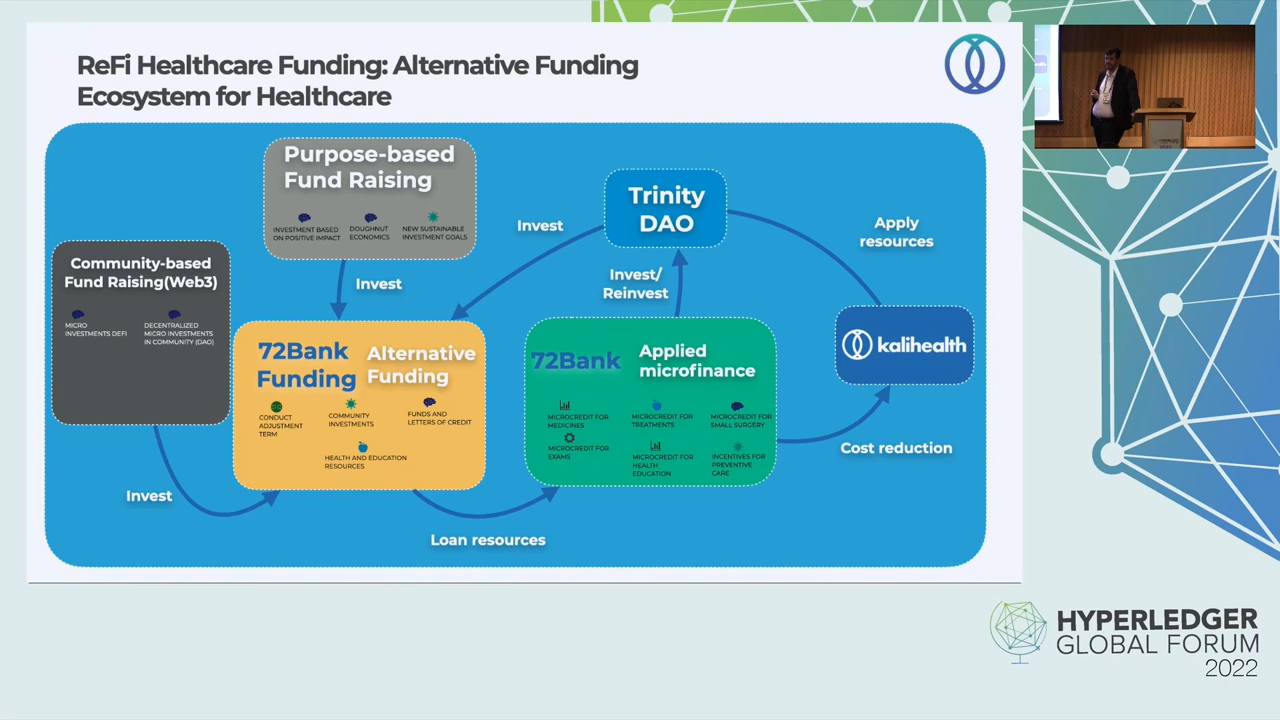 ReFi Healthcare Funding: Alternative Funding
Ecosystem for Healthcare
Purpose-based
Fund Raising
INVESTMENT BASED
ON POSITIVE IMPACT
DOUGHNUT
ECONOMICS
NEW SUSTAINABLE
INVESTMENT GOALS
Community-based
Fund Raising(Web3)
MICRO
INVESTMENTS DEFI
DECENTRALIZED
MICRO INVESTMENTS
IN COMMUNITY (DAO)
Invest
Invest
Invest
72Bank
Funding
Alternative
Funding
CONDUCT
ADJUSTMENT
TERM
COMMUNITY
INVESTMENTS
FUNDS AND
LETTERS OF CREDIT
HEALTH AND EDUCATION
RESOURCES
Loan resources
Trinity
DAO
Invest/
Reinvest
72Bank
Applied
microfinance
MICROCREDIT FOR
MEDICINES
MICROCREDIT FOR
TREATMENTS
MICROCREDIT FOR
SMALL SURGERY
MICROCREDIT FOR
EXAMS
MICROCREDIT FOR
HEALTH
EDUCATION
INCENTIVES FOR
PREVENTIVE
CARE
Apply
resources
kalihealth
Cost reduction
HYPERLEDGER
GLOBAL FORUM
2022